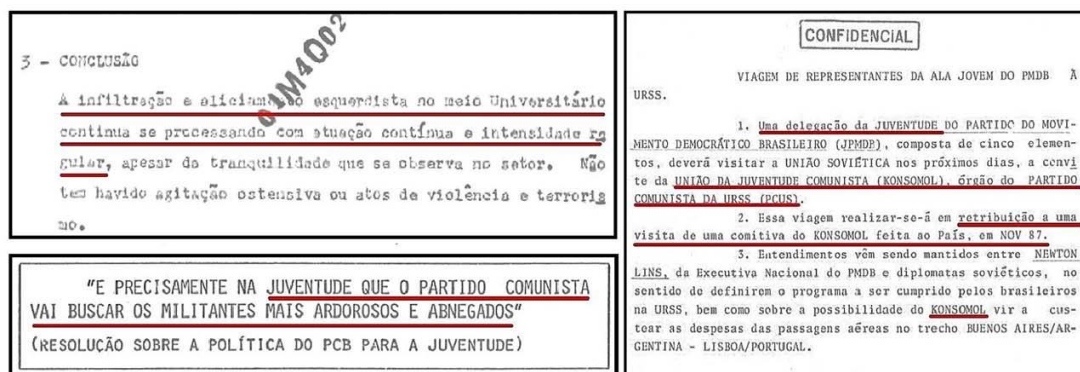 3 - CONCLUSÃO
01M4Q02
A infiltração e aliciamento esquerdista no meio Universitário
continua se processando com atuação contínua e intensidade re
gular, apesar da tranquilidade que se observa no setor. Não
tem havido agitação ostensiva ou atos de violência e terroris
mo.
"E PRECISAMENTE NA JUVENTUDE QUE O PARTIDO COMUNISTA
VAI BUSCAR OS MILITANTES MAIS ARDOROSOS E ABNEGADOS"
(RESOLUÇÃO SOBRE A POLÍTICA DO PCB PARA A JUVENTUDE)
CONFIDENCIAL
VIAGEM DE REPRESENTANTES DA ALA JOVEM DO PMDB À
URSS.
1. Uma delegação da JUVENTUDE DO PARTIDO DO MOVI-
MENTO DEMOCRÁTICO BRASILEIRO (JPMDB), composta de cinco elemen-
tos, deverá visitar a UNIÃO SOVIÉTICA nos próximos dias, a convi
te da UNIÃO DA JUVENTUDE COMUNISTA (KONSOMOL), órgão do PARTIDO
COMUNISTA DA URSS (PCUS).
2. Essa viagem realizar-se-á em retribuição a uma
visita de uma comitiva do KONSOMOL feita ao País, em NOV 87.
3. Entendimentos vêm sendo mantidos entre NEWTON
LINS, da Executiva Nacional do PMDB e diplomatas soviéticos, no
sentido de definirem o programa a ser cumprido pelos brasileiros
na URSS, bem como sobre a possibilidade do KONSOMOL vir a cus-
tear as despesas das passagens aéreas no trecho BUENOS AIRES/AR-
GENTINA - LISBOA/PORTUGAL.